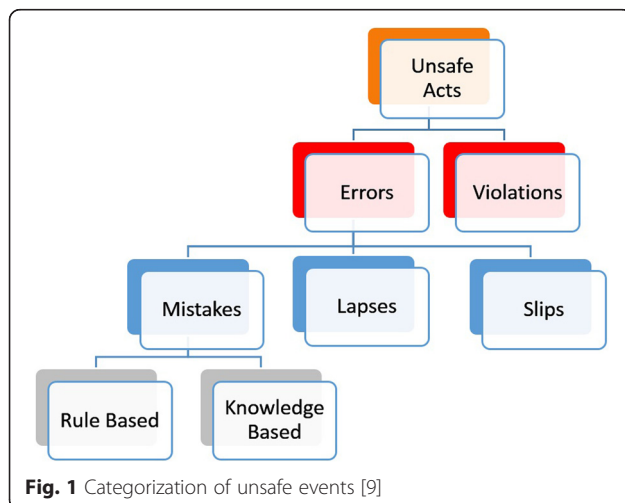 Unsafe
Acts
Errors
Violations
Mistakes
Lapses
Slips
Rule Based
Knowledge
Based
Fig. 1 Categorization of unsafe events [9]